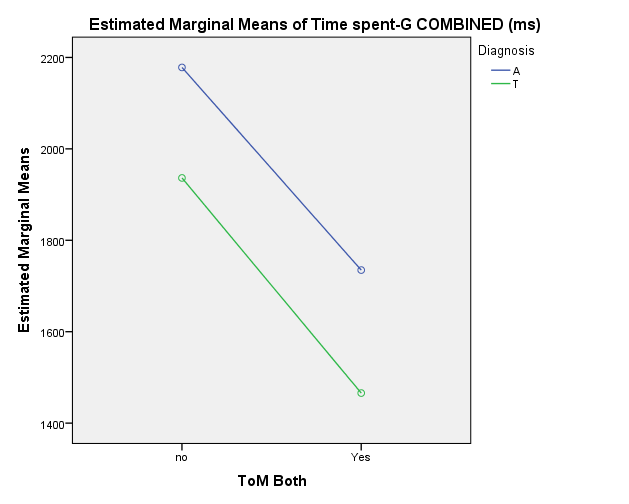 Estimated Marginal Means of Time spent-G COMBINED (ms)
Diagnosis
A
T
Estimated Marginal Means
2200
2000
1800
1600
1400
no
Yes
ToM Both